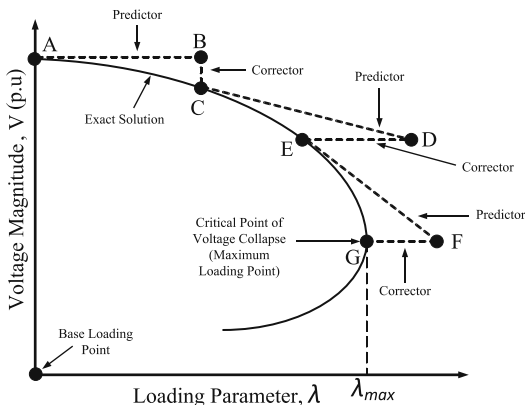 Predictor
A
B
Corrector
C
Exact Solution
Predictor
E
D
Corrector
Critical Point of
Voltage Collapse
(Maximum
Loading Point)
Predictor
G
F
Corrector
Base Loading
Point
Voltage Magnitude, V (p.u)
Loading Parameter, λ
λmax